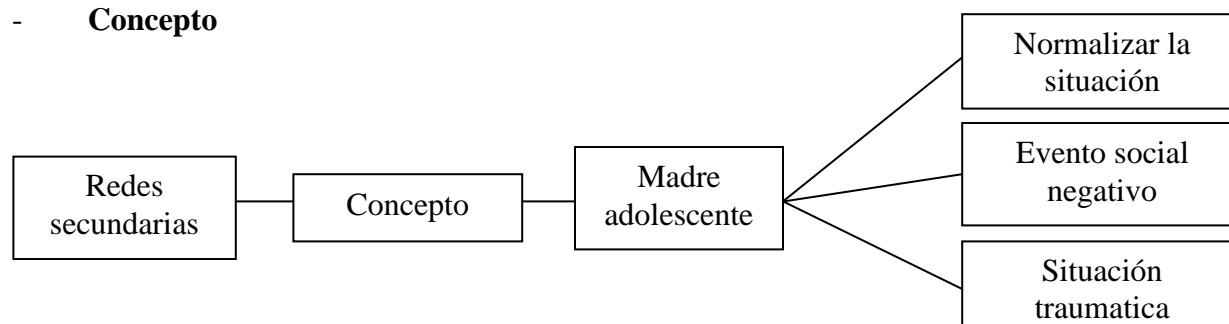 - Concepto
Redes
secundarias
Concepto
Madre
adolescente
Normalizar la
situación
Evento social
negativo
Situación
traumatica